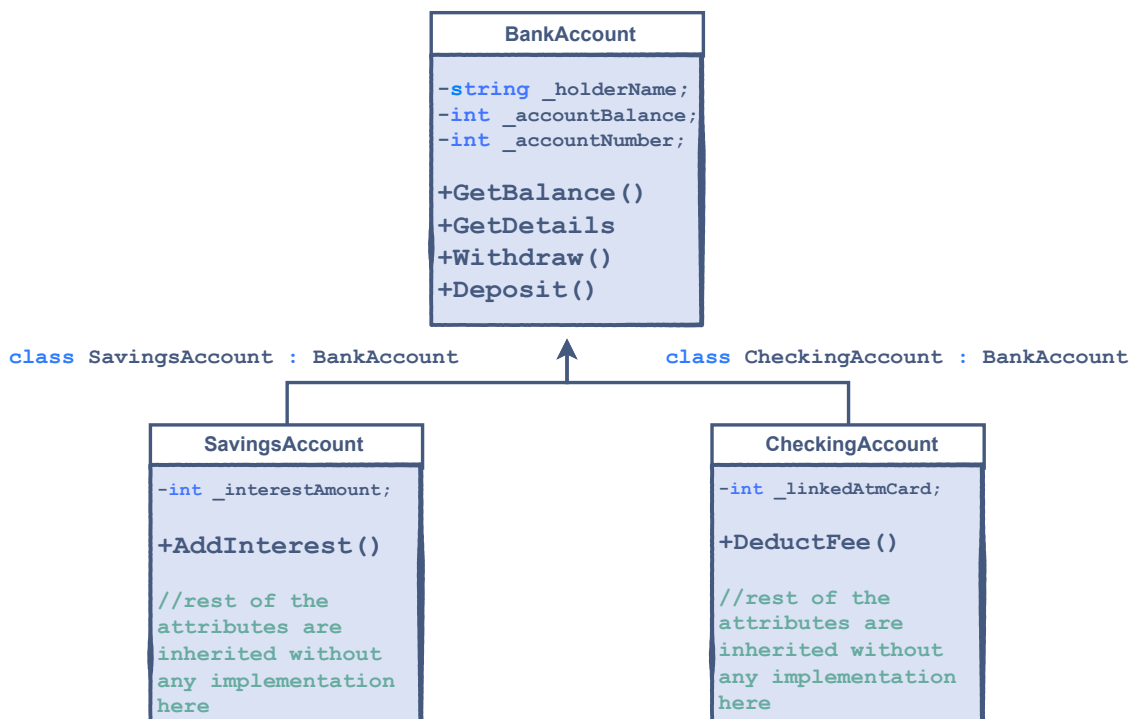 BankAccount
-string _holderName;
-int _accountBalance;
-int _accountNumber;
+GetBalance()
+GetDetails
+Withdraw()
+Deposit()
class SavingsAccount : BankAccount
class CheckingAccount : BankAccount
SavingsAccount
-int _interestAmount;
+AddInterest()
//rest of the
attributes are
inherited without
any implementation
here
CheckingAccount
-int _linkedAtmCard;
+DeductFee()
//rest of the
attributes are
inherited without
any implementation
here